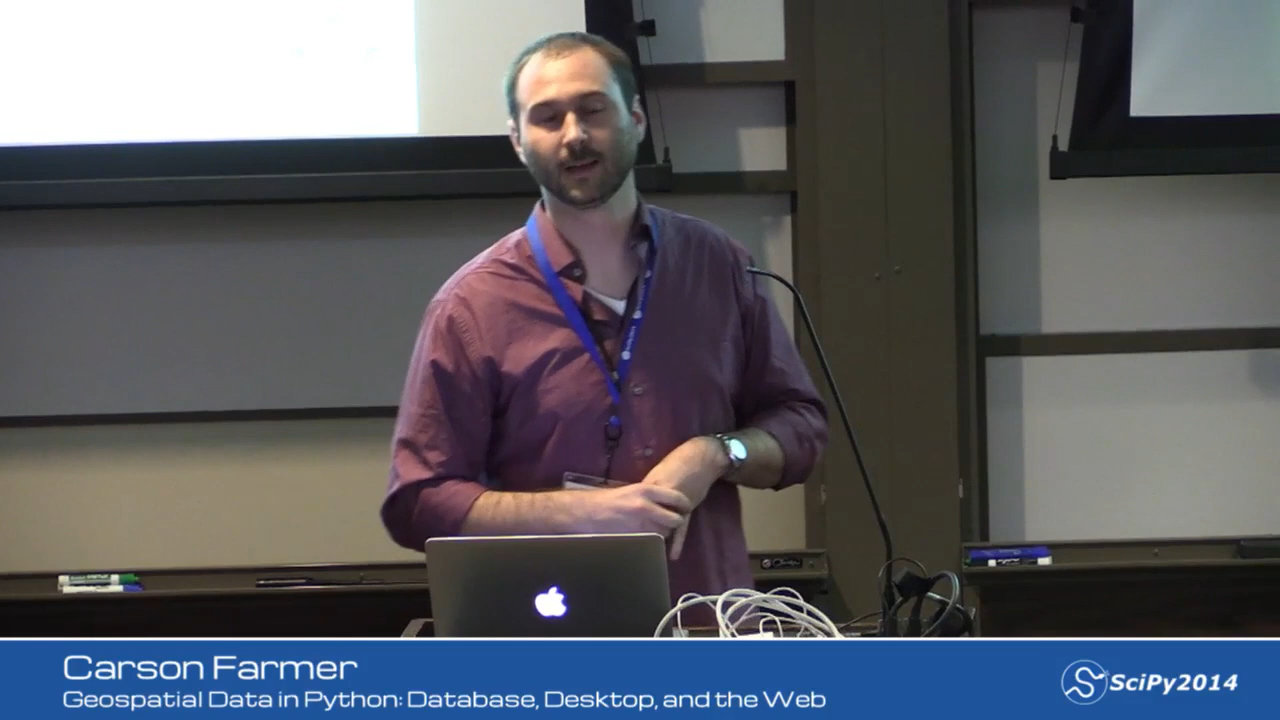 Carson Farmer
Geospatial Data in Python: Database, Desktop, and the Web
SciPy2014